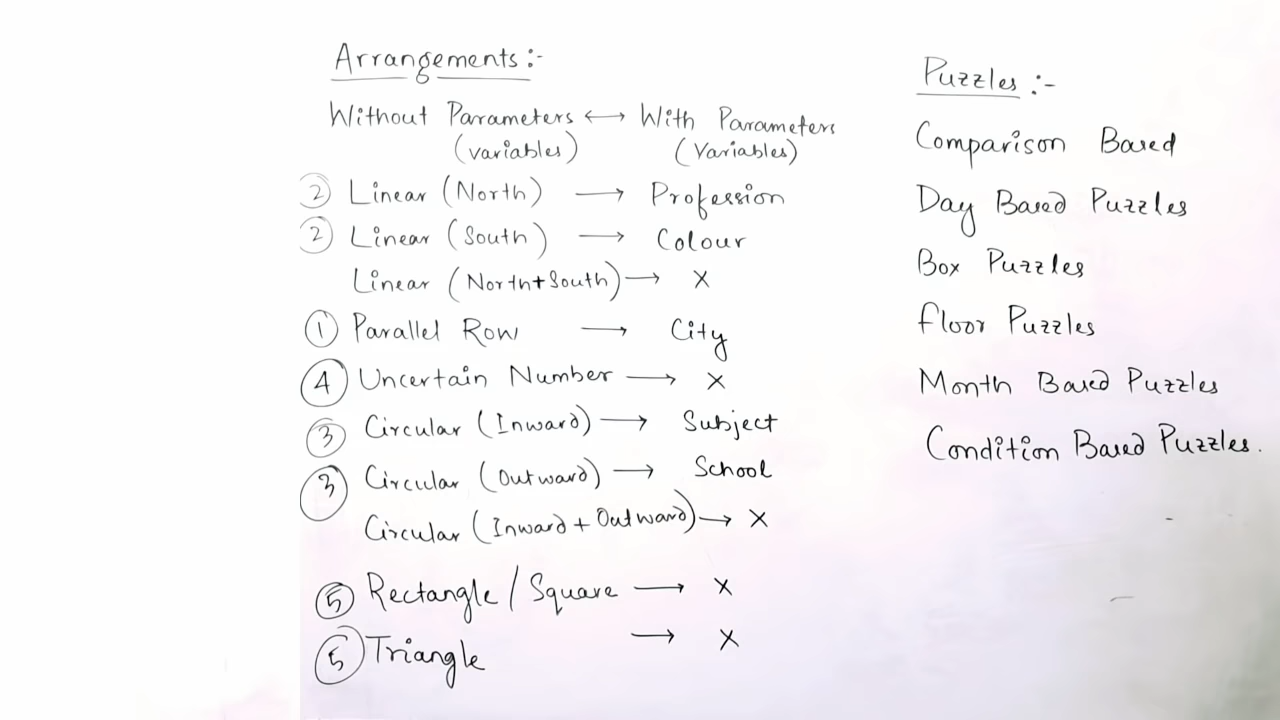 Arrangements :-
Without Parameters ↔ With Parameters
(variables) (Variables)
② Linear (North) → Profession
② Linear (South) → Colour
Linear (North+South) → X
① Parallel Row → City
④ Uncertain Number → X
③ Circular (Inward) → Subject
③ Circular (Outward) → School
Circular (Inward + Outward) → X
⑤ Rectangle / Square → X
⑤ Triangle → X
Puzzles :-
Comparison Based
Day Based Puzzles
Box Puzzles
Floor Puzzles
Month Based Puzzles
Condition Based Puzzles.